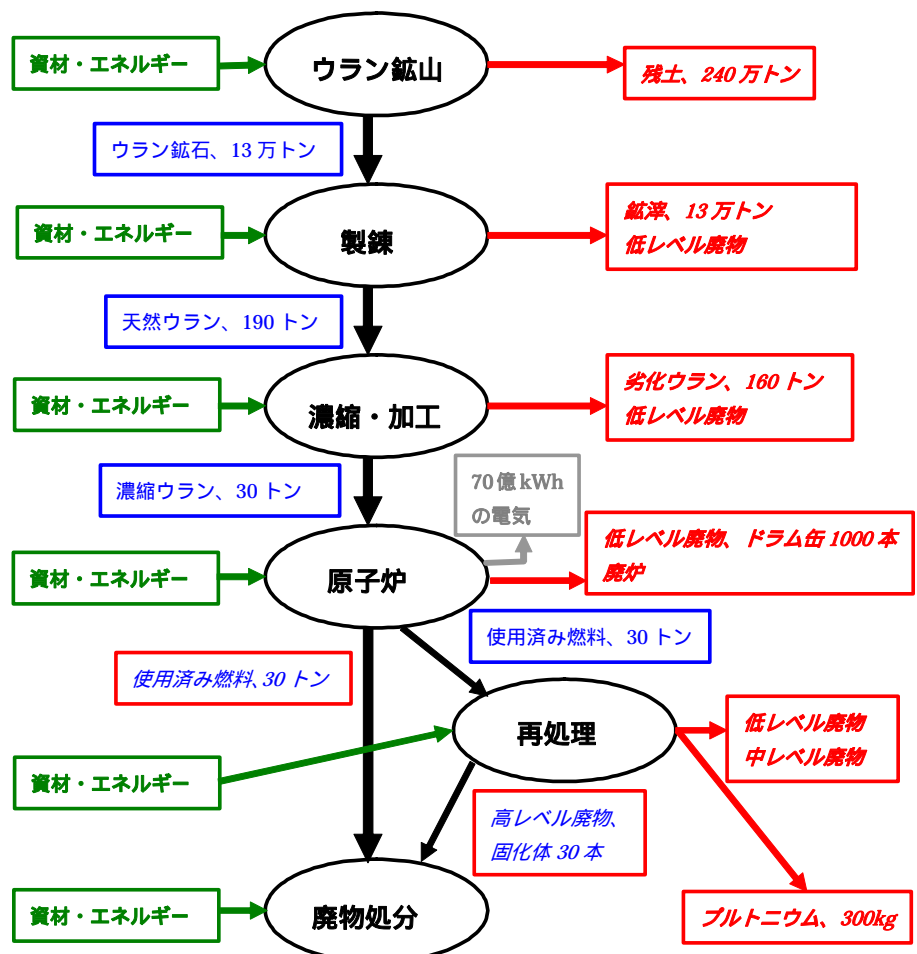 資材・エネルギー
ウラン鉱山
残土、240 万トン
ウラン鉱石、13 万トン
資材・エネルギー
製錬
鉱滓、13 万トン
低レベル廃物
天然ウラン、190 トン
資材・エネルギー
濃縮・加工
劣化ウラン、160 トン
低レベル廃物
濃縮ウラン、30 トン
70 億 kWh
の電気
資材・エネルギー
原子炉
低レベル廃物、ドラム缶 1000 本
廃炉
使用済み燃料、30 トン
使用済み燃料、30 トン
再処理
低レベル廃物
中レベル廃物
資材・エネルギー
高レベル廃物、
固化体 30 本
資材・エネルギー
廃物処分
プルトニウム、300kg